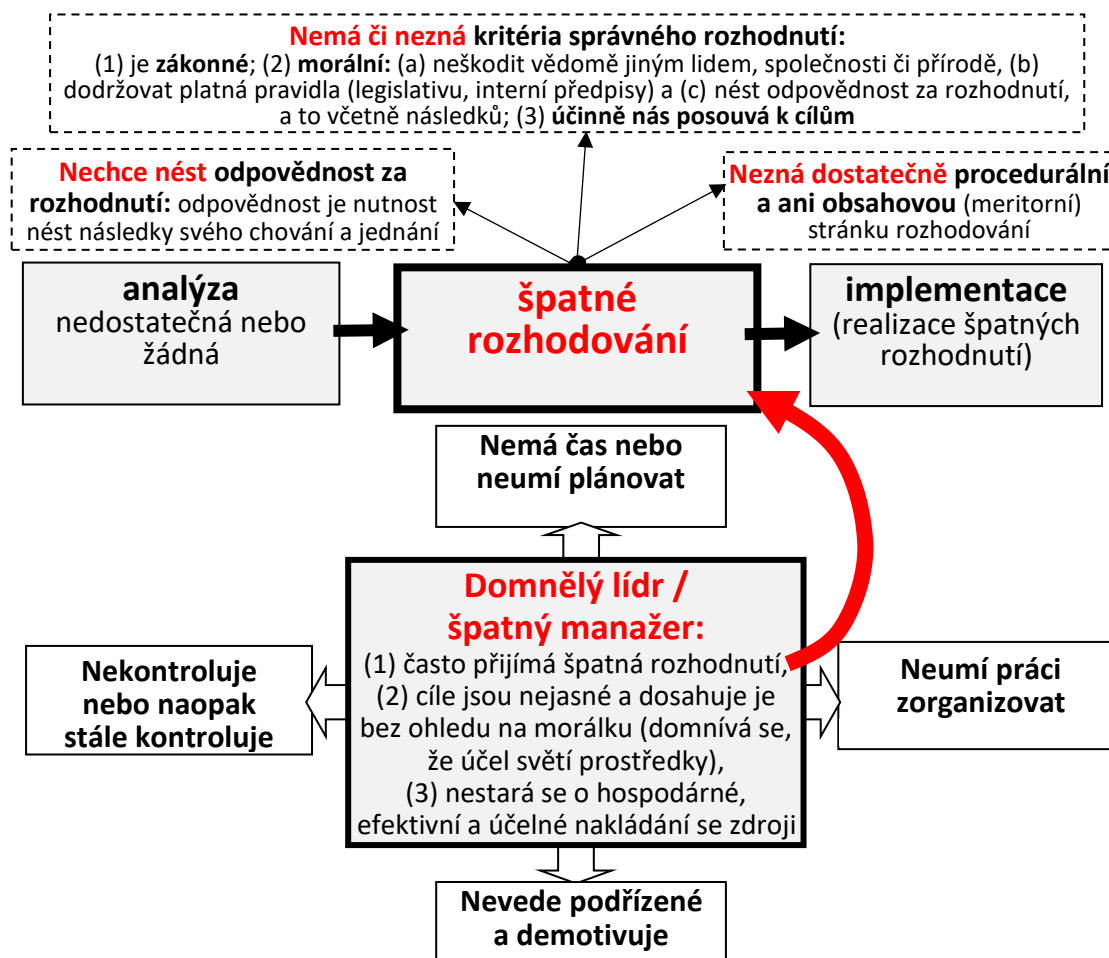 Nemá či nezná kritéria správného rozhodnutí:
(1) je zákonné; (2) morální: (a) neškodit vědomě jiným lidem, společnosti či přírodě, (b)
dodržovat platná pravidla (legislativu, interní předpisy) a (c) nést odpovědnost za rozhodnutí,
a to včetně následků; (3) účinně nás posouvá k cílům
Nechce nést odpovědnost za
rozhodnutí: odpovědnost je nutnost
nést následky svého chování a jednání
Nezná dostatečně procedurální
a ani obsahovou (meritorní)
stránku rozhodování
analýza
nedostatečná nebo
žádná
špatné
rozhodování
implementace
(realizace špatných
rozhodnutí)
Nemá čas nebo
neumí plánovat
Domnělý lídr /
špatný manažer:
(1) často přijímá špatná rozhodnutí,
(2) cíle jsou nejasné a dosahuje je
bez ohledu na morálku (domnívá se,
že účel světí prostředky),
(3) nestará se o hospodárné,
efektivní a účelné nakládání se zdroji
Nekontroluje
nebo naopak
stále kontroluje
Neumí práci
zorganizovat
Nevede podřízené
a demotivuje